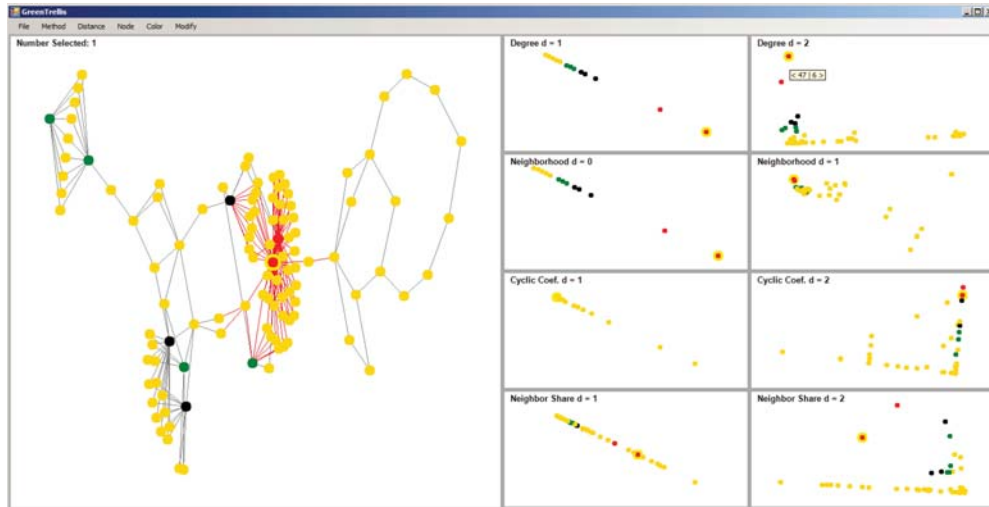 GreenTrellis
File Method Distance Node Color Modify
Number Selected: 1
Degree d = 1
Degree d = 2
< 47 | 6 >
Neighborhood d = 0
Neighborhood d = 1
Cyclic Coef. d = 1
Cyclic Coef. d = 2
Neighbor Share d = 1
Neighbor Share d = 2